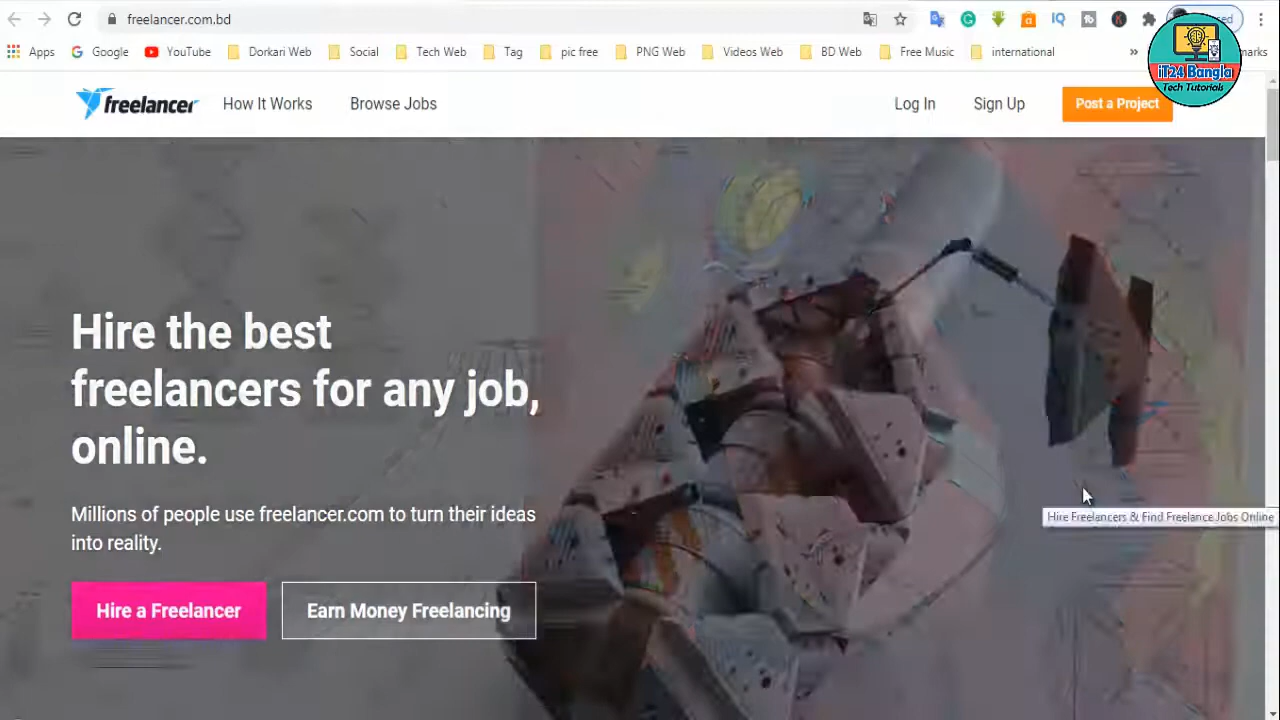 freelancer.com.bd
Apps Google YouTube Dorkari Web Social Tech Web Tag pic free PNG Web Videos Web BD Web Free Music international » 
iT24 Bangla
Tech Tutorials
freelancer How It Works Browse Jobs Log In Sign Up Post a Project
Hire the best
freelancers for any job,
online.
Millions of people use freelancer.com to turn their ideas
into reality.
Hire Freelancers & Find Freelance Jobs Online
Hire a Freelancer Earn Money Freelancing